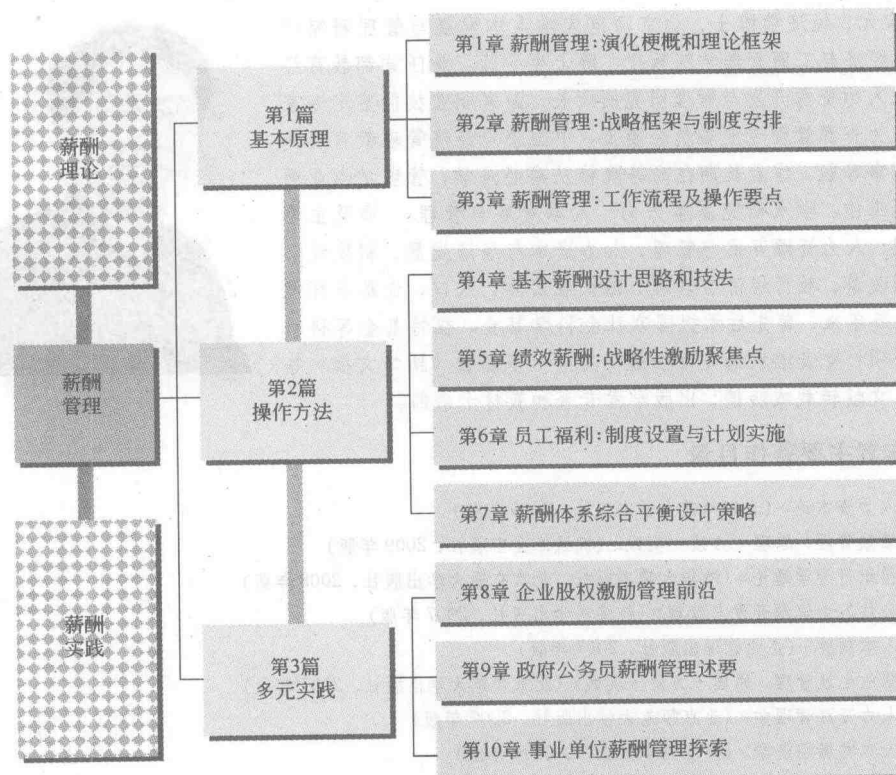 薪酬
理论
薪酬
管理
薪酬
实践
第1篇
基本原理
第2篇
操作方法
第3篇
多元实践
第1章 薪酬管理:演化梗概和理论框架
第2章 薪酬管理:战略框架与制度安排
第3章 薪酬管理:工作流程及操作要点
第4章 基本薪酬设计思路和技法
第5章 绩效薪酬:战略性激励聚焦点
第6章 员工福利:制度设置与计划实施
第7章 薪酬体系综合平衡设计策略
第8章 企业股权激励管理前沿
第9章 政府公务员薪酬管理述要
第10章 事业单位薪酬管理探索